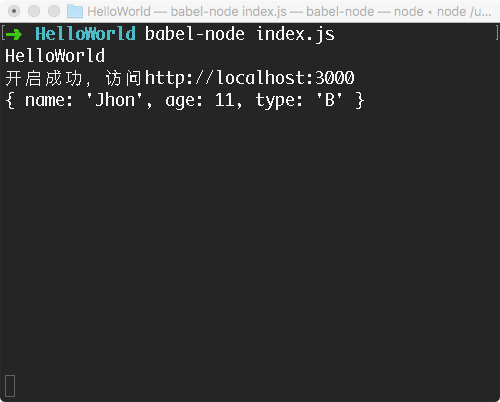 HelloWorld — babel-node index.js — babel-node — node ◂ node /u...
➜ HelloWorld babel-node index.js
HelloWorld
开启成功，访问http://localhost:3000
{ name: 'Jhon', age: 11, type: 'B' }